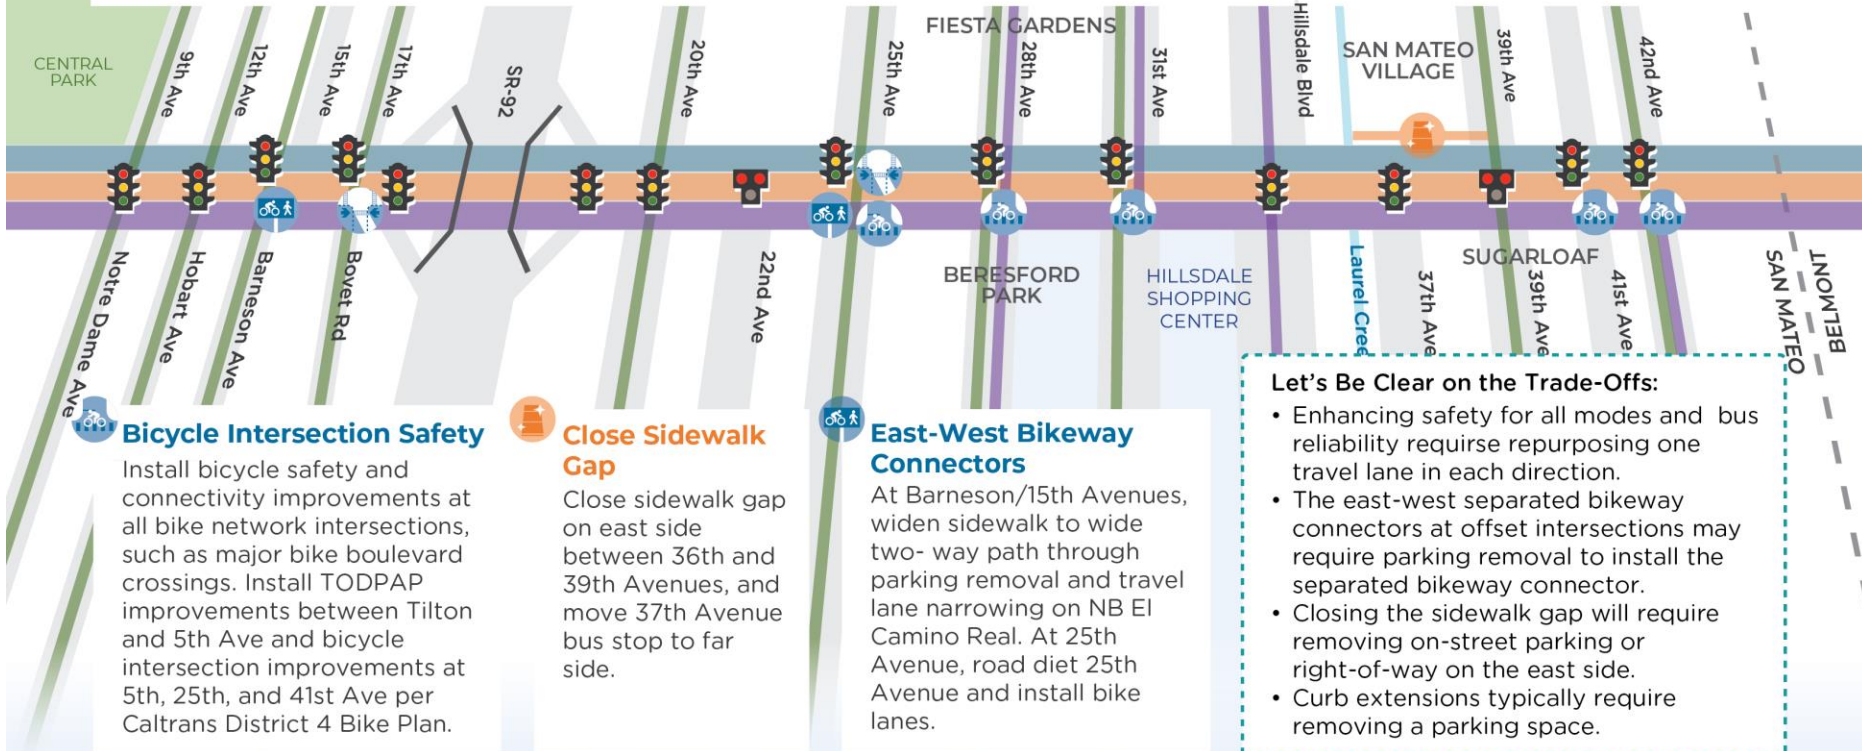 FIESTA GARDENS
CENTRAL
PARK
9th Ave
12th Ave
15th Ave
17th Ave
SR-92
20th Ave
25th Ave
28th Ave
31st Ave
Hillsdale Blvd
SAN MATEO
VILLAGE
39th Ave
42nd Ave
Notre Dame Ave
Hobart Ave
Barneson Ave
Bovet Rd
22nd Ave
BERESFORD
PARK
HILLSDALE
SHOPPING
CENTER
Laurel Cree
37th Ave
SUGARLOAF
39th Ave
41st Ave
SAN MATEO
BELMONT
Bicycle Intersection Safety
Install bicycle safety and
connectivity improvements at
all bike network intersections,
such as major bike boulevard
crossings. Install TODPAP
improvements between Tilton
and 5th Ave and bicycle
intersection improvements at
5th, 25th, and 41st Ave per
Caltrans District 4 Bike Plan.
Close Sidewalk
Gap
Close sidewalk gap
on east side
between 36th and
39th Avenues, and
move 37th Avenue
bus stop to far
side.
East-West Bikeway
Connectors
At Barneson/15th Avenues,
widen sidewalk to wide
two- way path through
parking removal and travel
lane narrowing on NB El
Camino Real. At 25th
Avenue, road diet 25th
Avenue and install bike
lanes.
Let's Be Clear on the Trade-Offs:
• Enhancing safety for all modes and bus
reliability requirse repurposing one
travel lane in each direction.
• The east-west separated bikeway
connectors at offset intersections may
require parking removal to install the
separated bikeway connector.
• Closing the sidewalk gap will require
removing on-street parking or
right-of-way on the east side.
• Curb extensions typically require
removing a parking space.